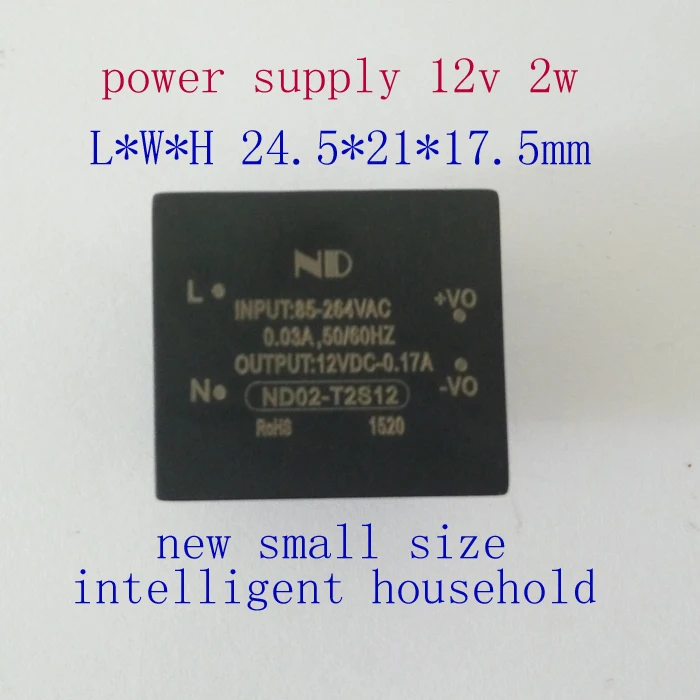 power supply 12v 2w
L*W*H 24.5*21*17.5mm
ND
L
INPUT:85-264VAC
+VO
0.03A,50/60HZ
OUTPUT:12VDC-0.17A
N
ND02-T2S12
-VO
RoHS 1520
new small size
intelligent household